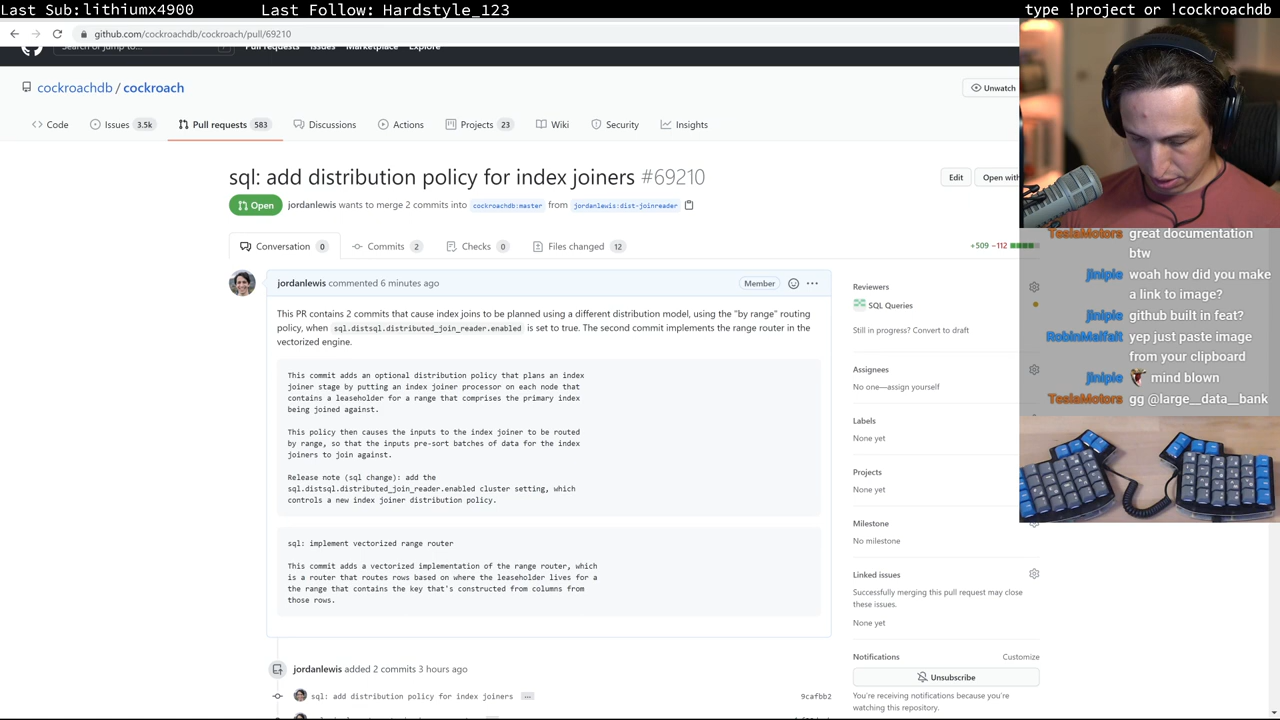 Last Sub:lithiumx4900
Last Follow: Hardstyle_123
type !project or !cockroachdb
github.com/cockroachdb/cockroach/pull/69210
Search or jump to...
Pull requests
Issues
Marketplace
Explore
cockroachdb / cockroach
Unwatch
Code
Issues 3.5k
Pull requests 583
Discussions
Actions
Projects 23
Wiki
Security
Insights
sql: add distribution policy for index joiners #69210
Edit
Open with
Open
jordanlewis wants to merge 2 commits into cockroachdb:master from jordanlewis:dist-joinreader
Conversation 0
Commits 2
Checks 0
Files changed 12
+509 −112
jordanlewis commented 6 minutes ago
Member
This PR contains 2 commits that cause index joins to be planned using a different distribution model, using the "by range" routing
policy, when sql.distsql.distributed_join_reader.enabled is set to true. The second commit implements the range router in the
vectorized engine.
This commit adds an optional distribution policy that plans an index
joiner stage by putting an index joiner processor on each node that
contains a leaseholder for a range that comprises the primary index
being joined against.
This policy then causes the inputs to the index joiner to be routed
by range, so that the inputs pre-sort batches of data for the index
joiners to join against.
Release note (sql change): add the
sql.distsql.distributed_join_reader.enabled cluster setting, which
controls a new index joiner distribution policy.
sql: implement vectorized range router
This commit adds a vectorized implementation of the range router, which
is a router that routes rows based on where the leaseholder lives for a
the range that contains the key that's constructed from columns from
those rows.
jordanlewis added 2 commits 3 hours ago
sql: add distribution policy for index joiners ...
9cafbb2
Reviewers
SQL Queries
Still in progress? Convert to draft
Assignees
No one—assign yourself
Labels
None yet
Projects
None yet
Milestone
No milestone
Linked issues
Successfully merging this pull request may close
these issues.
None yet
Notifications
Customize
Unsubscribe
You're receiving notifications because you're
watching this repository.
TeslaMotors great documentation
btw
jinipie woah how did you make
a link to image?
jinipie github built in feat?
RobinMalfait yep just paste image
from your clipboard
jinipie mind blown
TeslaMotors gg @large__data__bank